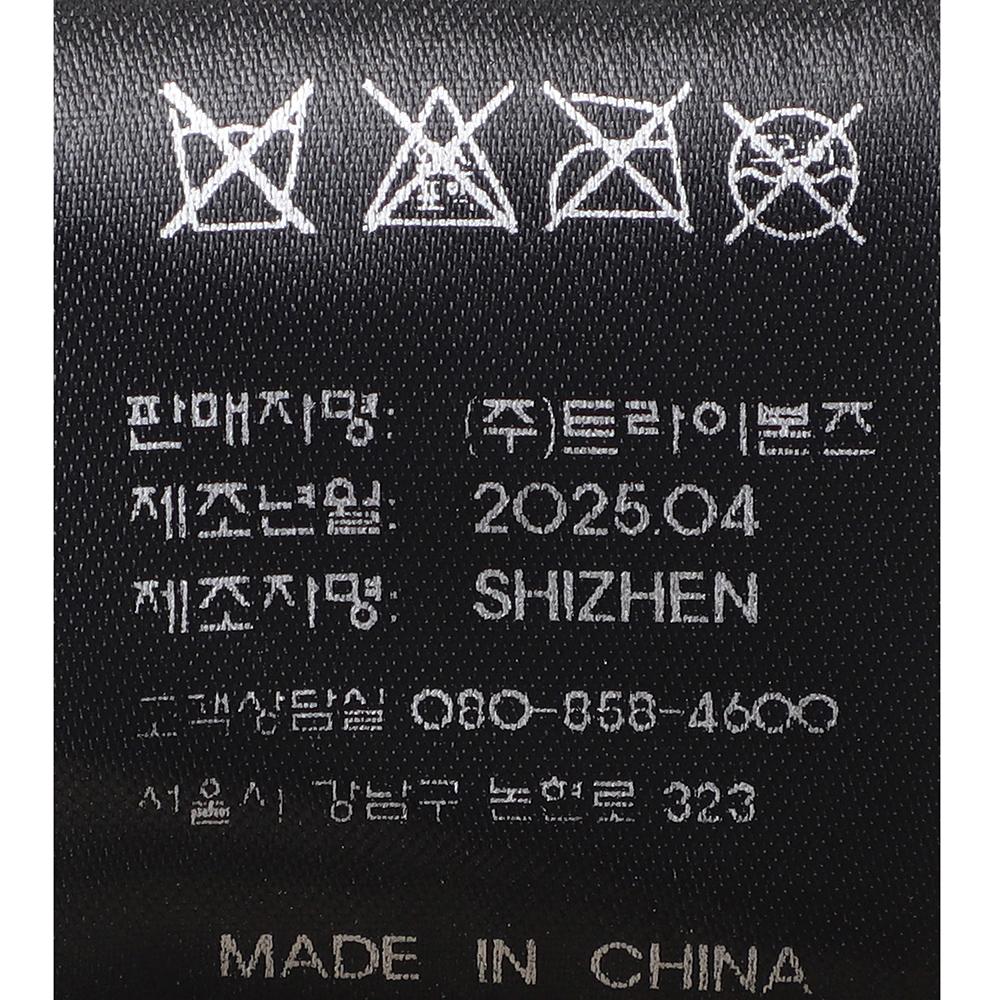 판매자명: (주)트라이본즈
제조년월: 2025.04
제조자명: SHIZHEN
고객상담실 080-858-4600
서울시 강남구 논현로 323
MADE IN CHINA